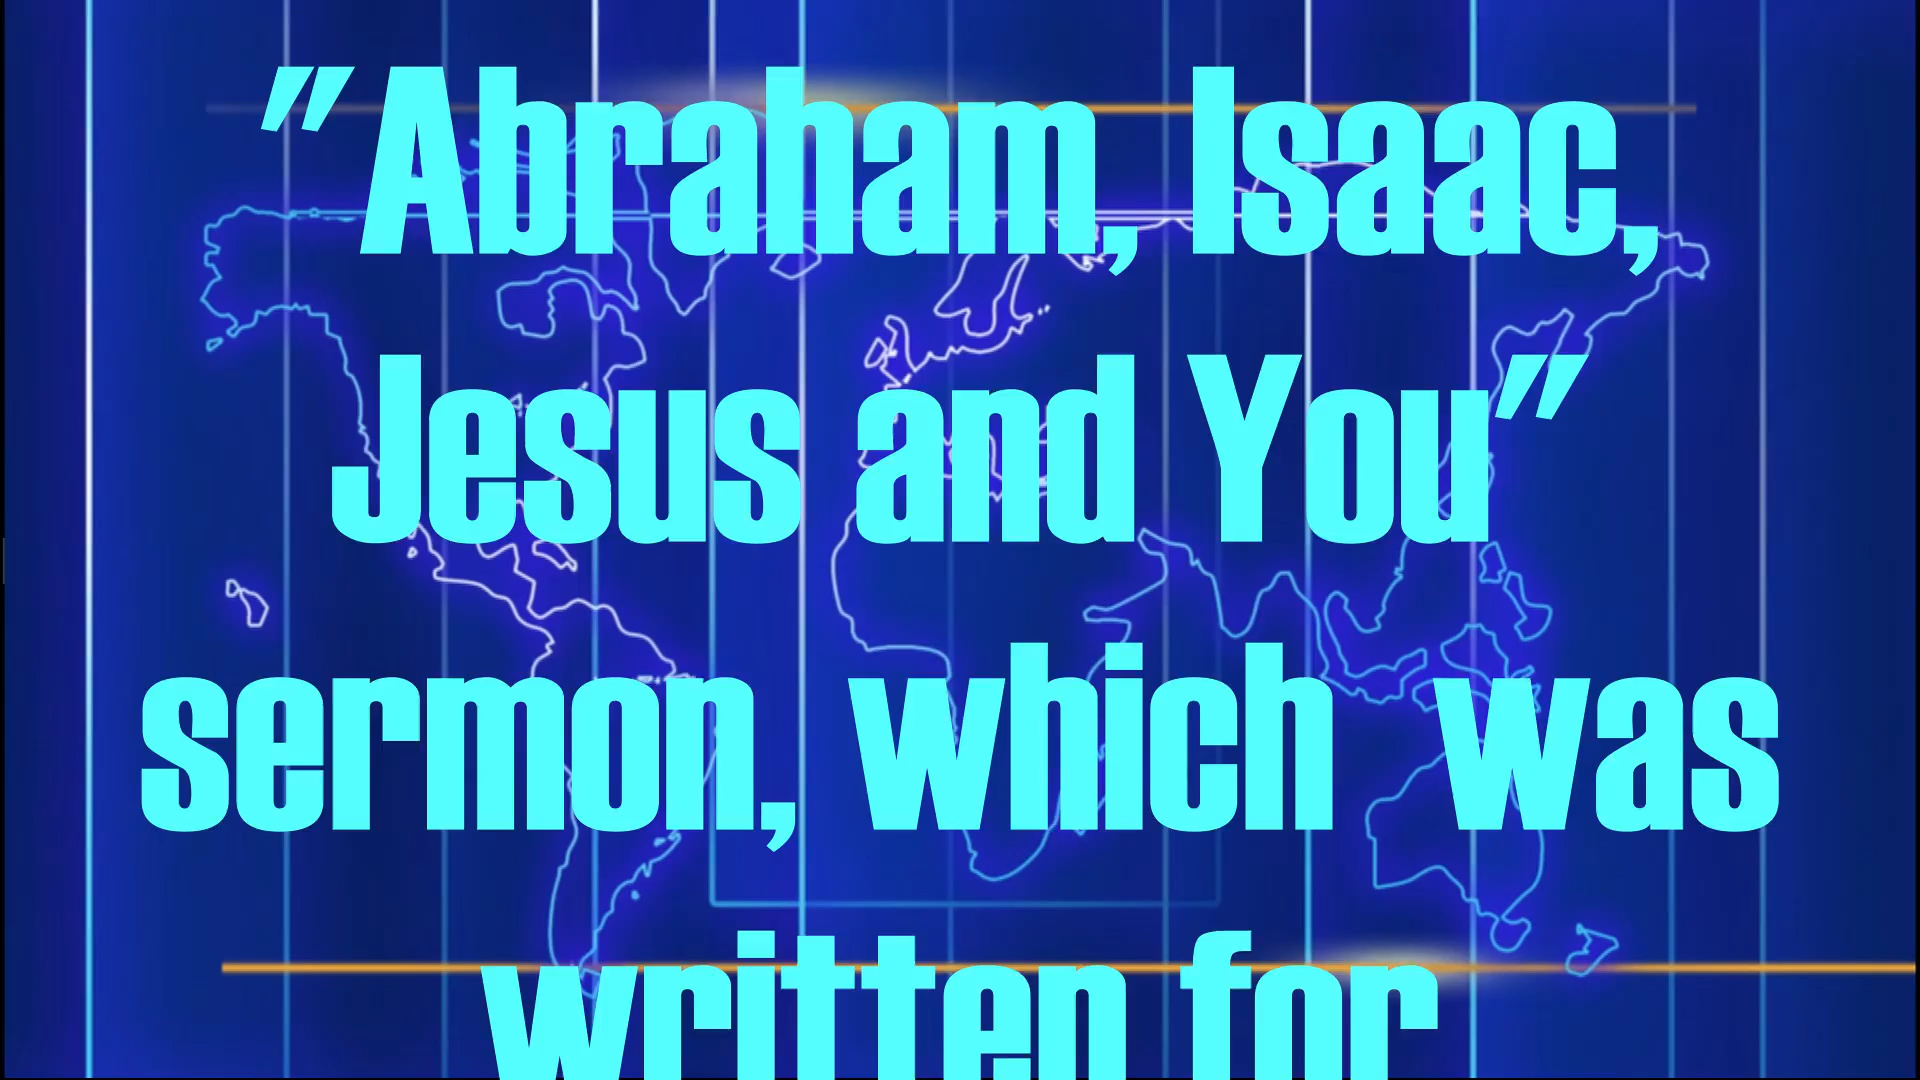 "Abraham, Isaac,
Jesus and You"
sermon, which  was
written for